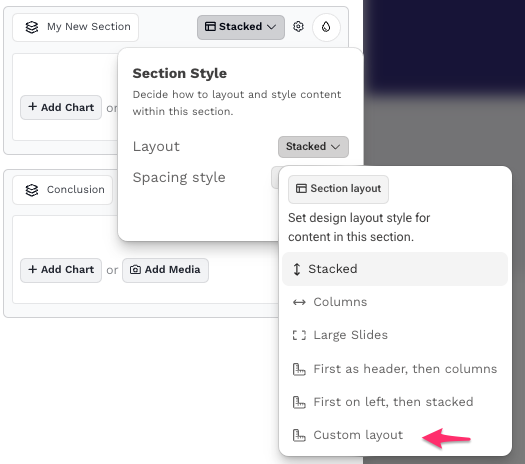 My New Section
Stacked
Section Style
Decide how to layout and style content
within this section.
+ Add Chart or
Layout
Stacked
Spacing style
Section layout
Conclusion
Set design layout style for
content in this section.
+ Add Chart or Add Media
Stacked
Columns
Large Slides
First as header, then columns
First on left, then stacked
Custom layout